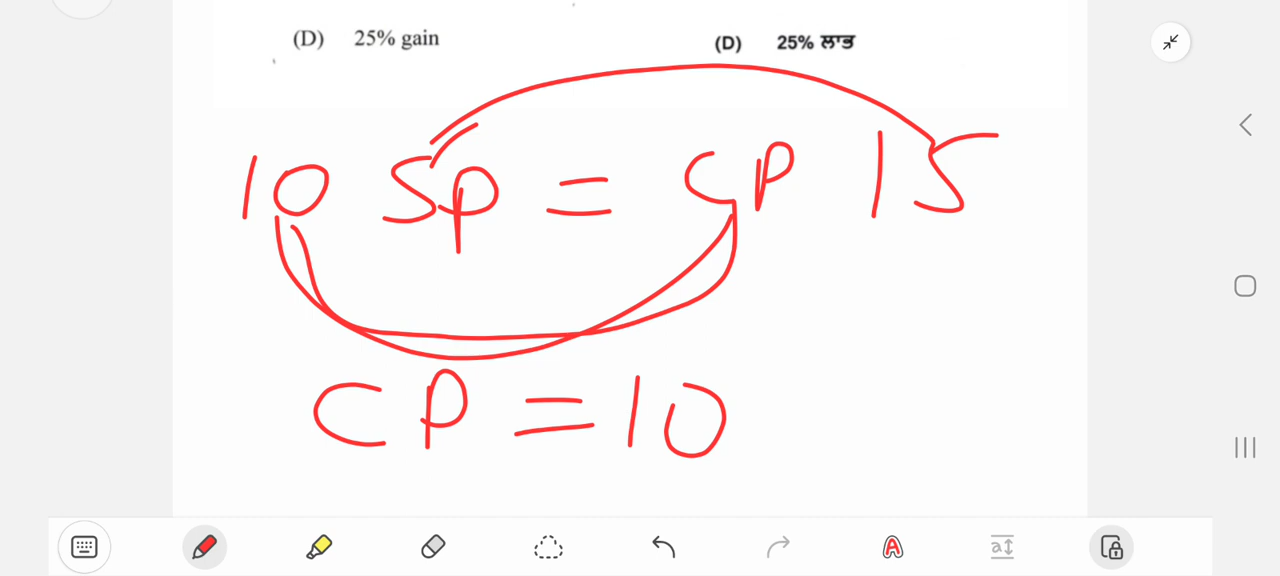 (D) 25% gain (D) 25% ਲਾਭ
10 SP = CP 15
CP = 10
A a